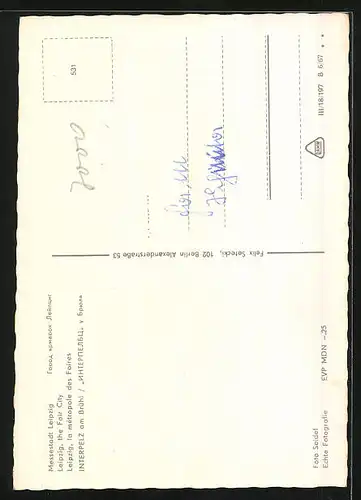 Messestadt Leipzig Город ярмарок Лейпциг
Leipzig, the Fair City
Leipzig, la métropole des Foires
INTERPELZ am Brühl / „ИНТЕРПЕЛЬЦ" у Брюля
Foto Seidel
Echte Fotografie EVP MDN –.25
Felix Setecki, 102 Berlin Alexanderstraße 53
531
III/18/197 B 6/67 * *